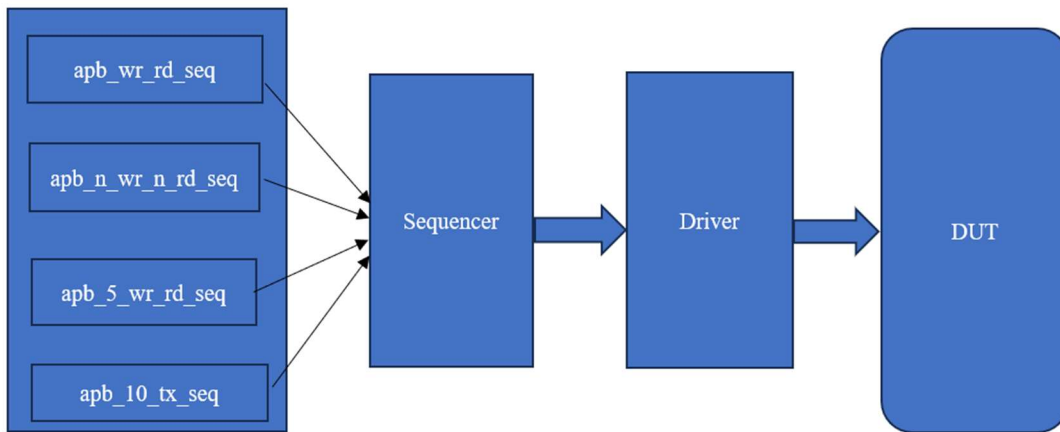 apb_wr_rd_seq
apb_n_wr_n_rd_seq
apb_5_wr_rd_seq
apb_10_tx_seq
Sequencer
Driver
DUT